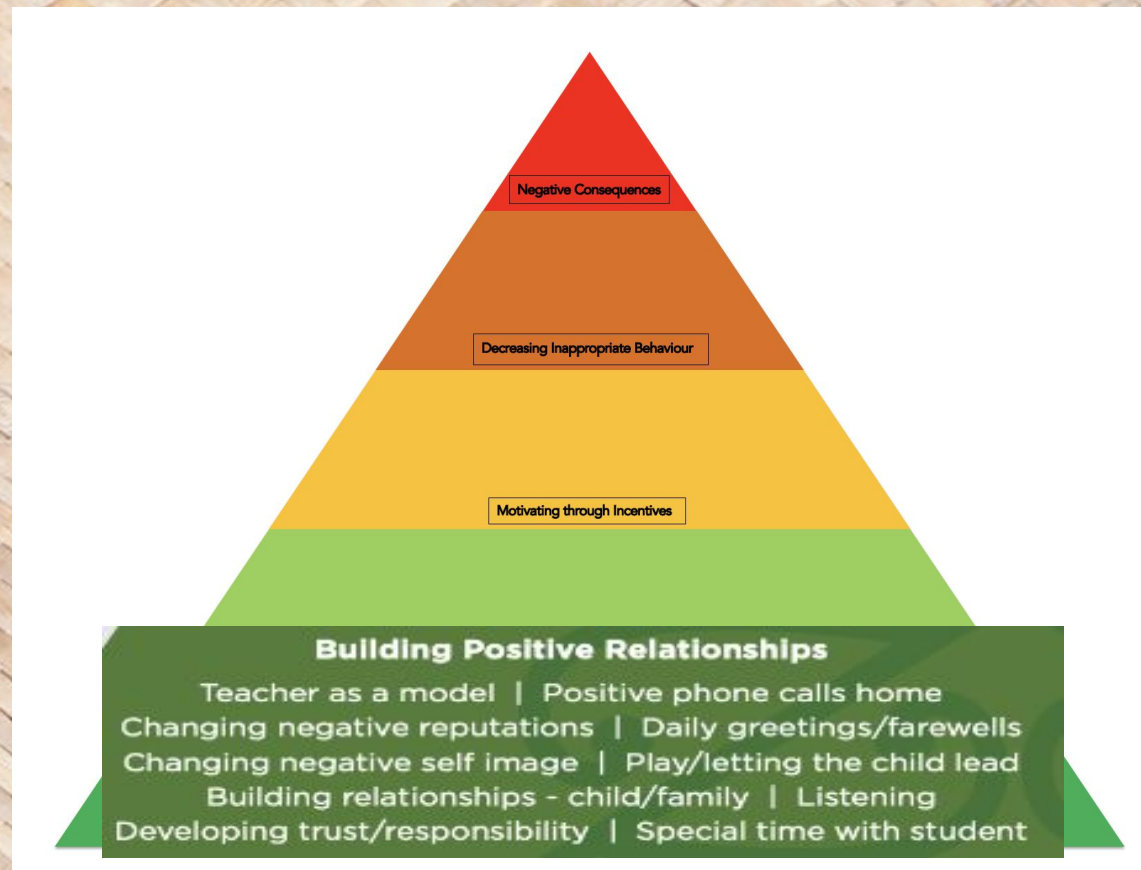 Negative Consequences
Decreasing Inappropriate Behaviour
Motivating through Incentives
Building Positive Relationships
Teacher as a model | Positive phone calls home
Changing negative reputations | Daily greetings/farewells
Changing negative self image | Play/letting the child lead
Building relationships - child/family | Listening
Developing trust/responsibility | Special time with student